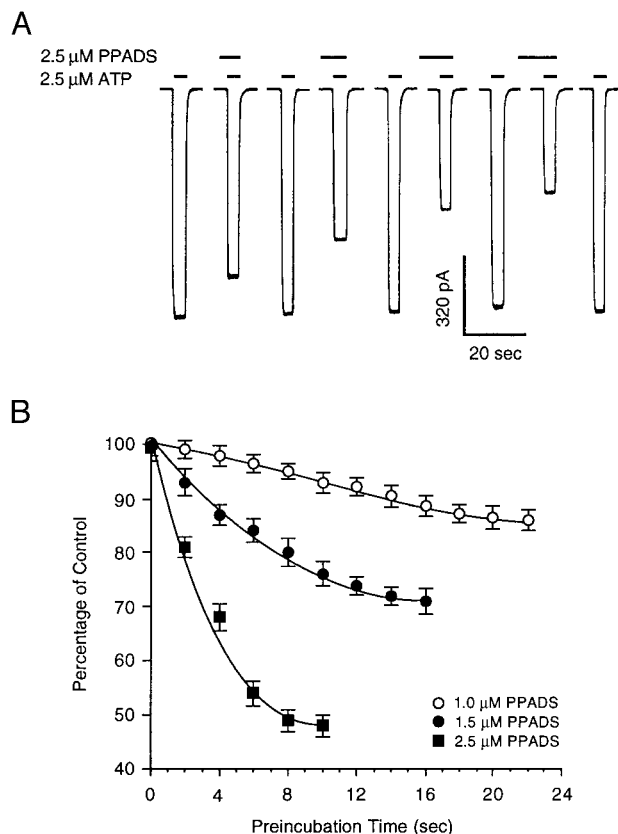 A
2.5 μM PPADS
2.5 μM ATP
320 pA
20 sec
B
Percentage of Control
100
90
80
70
60
50
40
0 4 8 12 16 20 24
Preincubation Time (sec)
1.0 μM PPADS
1.5 μM PPADS
2.5 μM PPADS